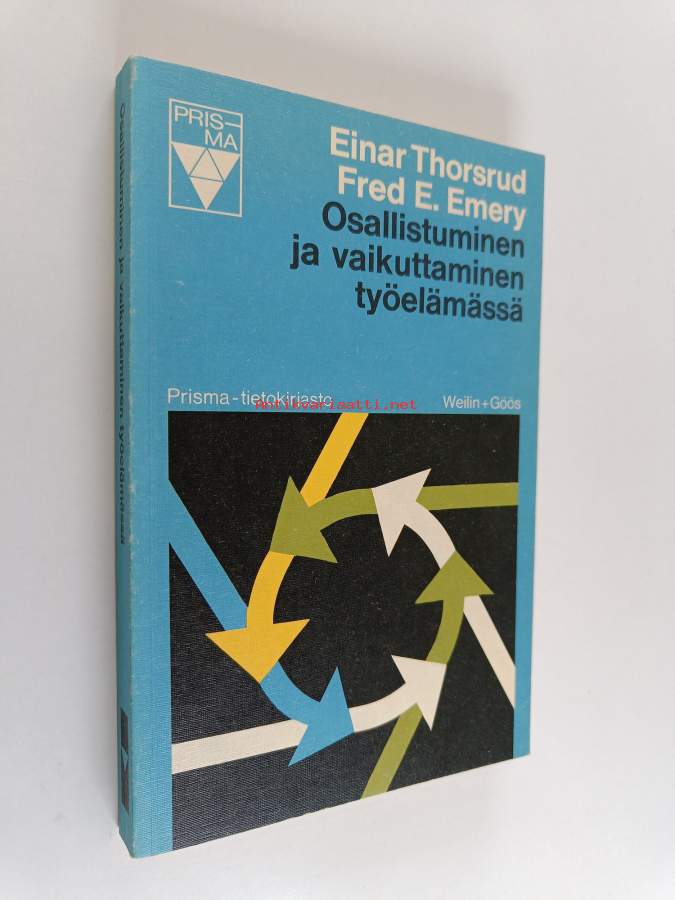 PRIS-
MA
Einar Thorsrud
Fred E. Emery
Osallistuminen
ja vaikuttaminen
työelämässä
Prisma-tietokirjasto
Weilin+Göös
Antikvariaatti.net
Osallistuminen ja vaikuttaminen työelämässä